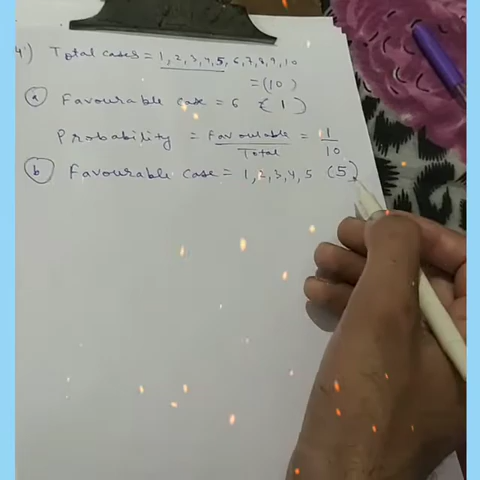 4) Total cases = 1, 2, 3, 4, 5, 6, 7, 8, 9, 10
= (10)
(a) Favourable case = 6 (1)
Probability = Favoulable / Total = 1 / 10
(b) Favourable case = 1, 2, 3, 4, 5 (5)